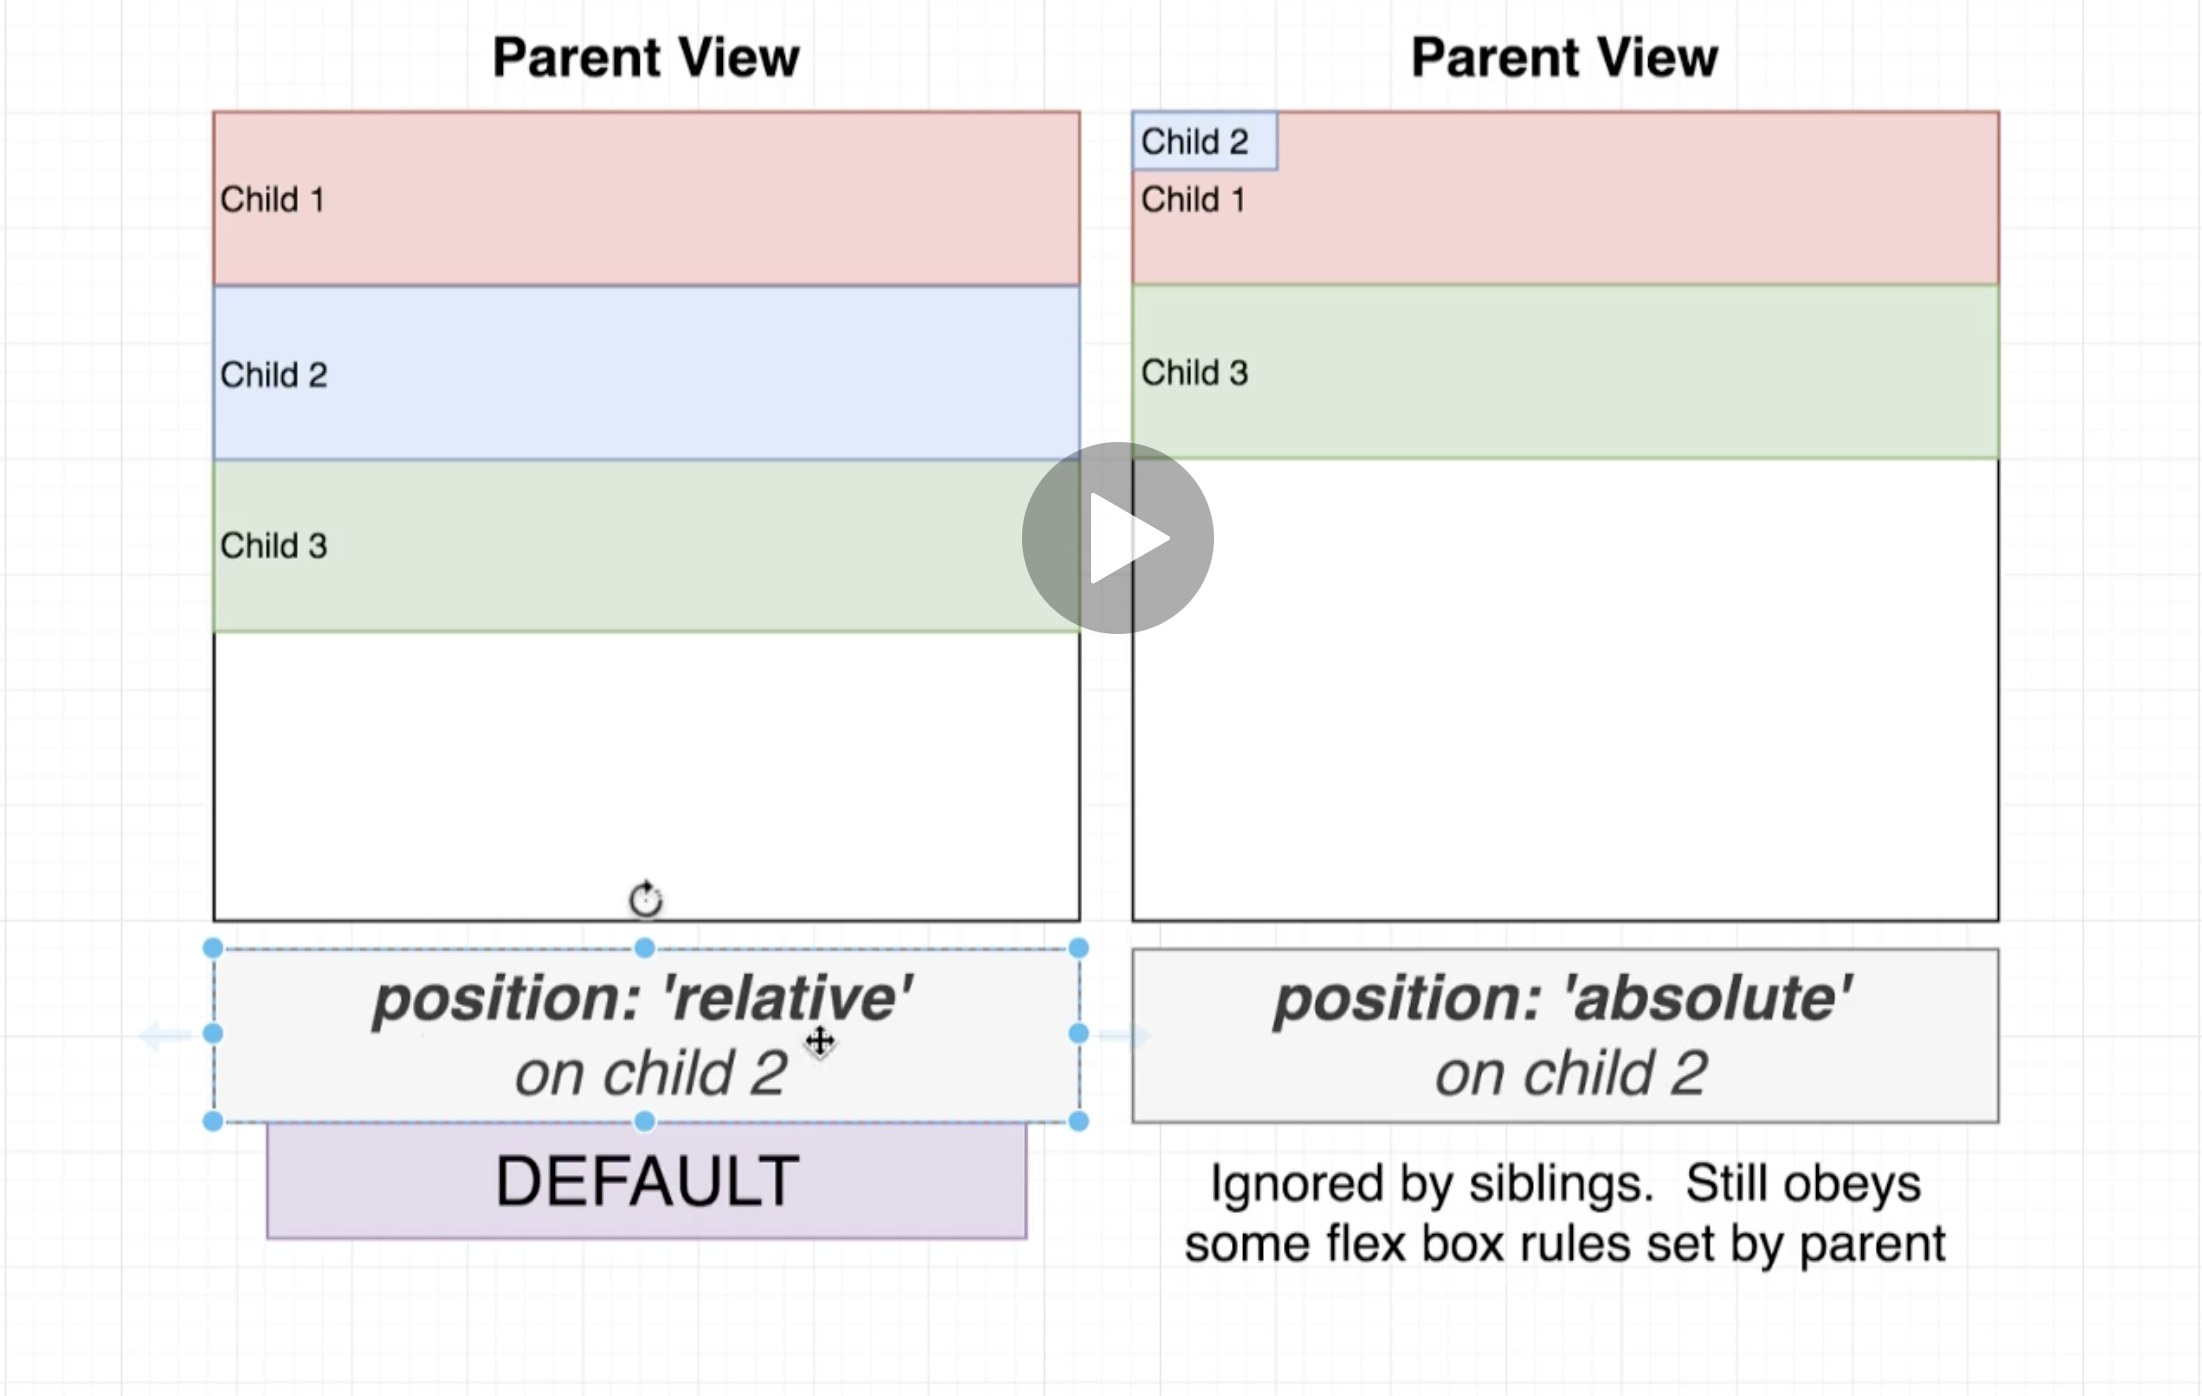 Parent View
Child 1
Child 2
Child 3
position: 'relative'
on child 2
DEFAULT
Parent View
Child 2
Child 1
Child 3
position: 'absolute'
on child 2
Ignored by siblings.  Still obeys
some flex box rules set by parent